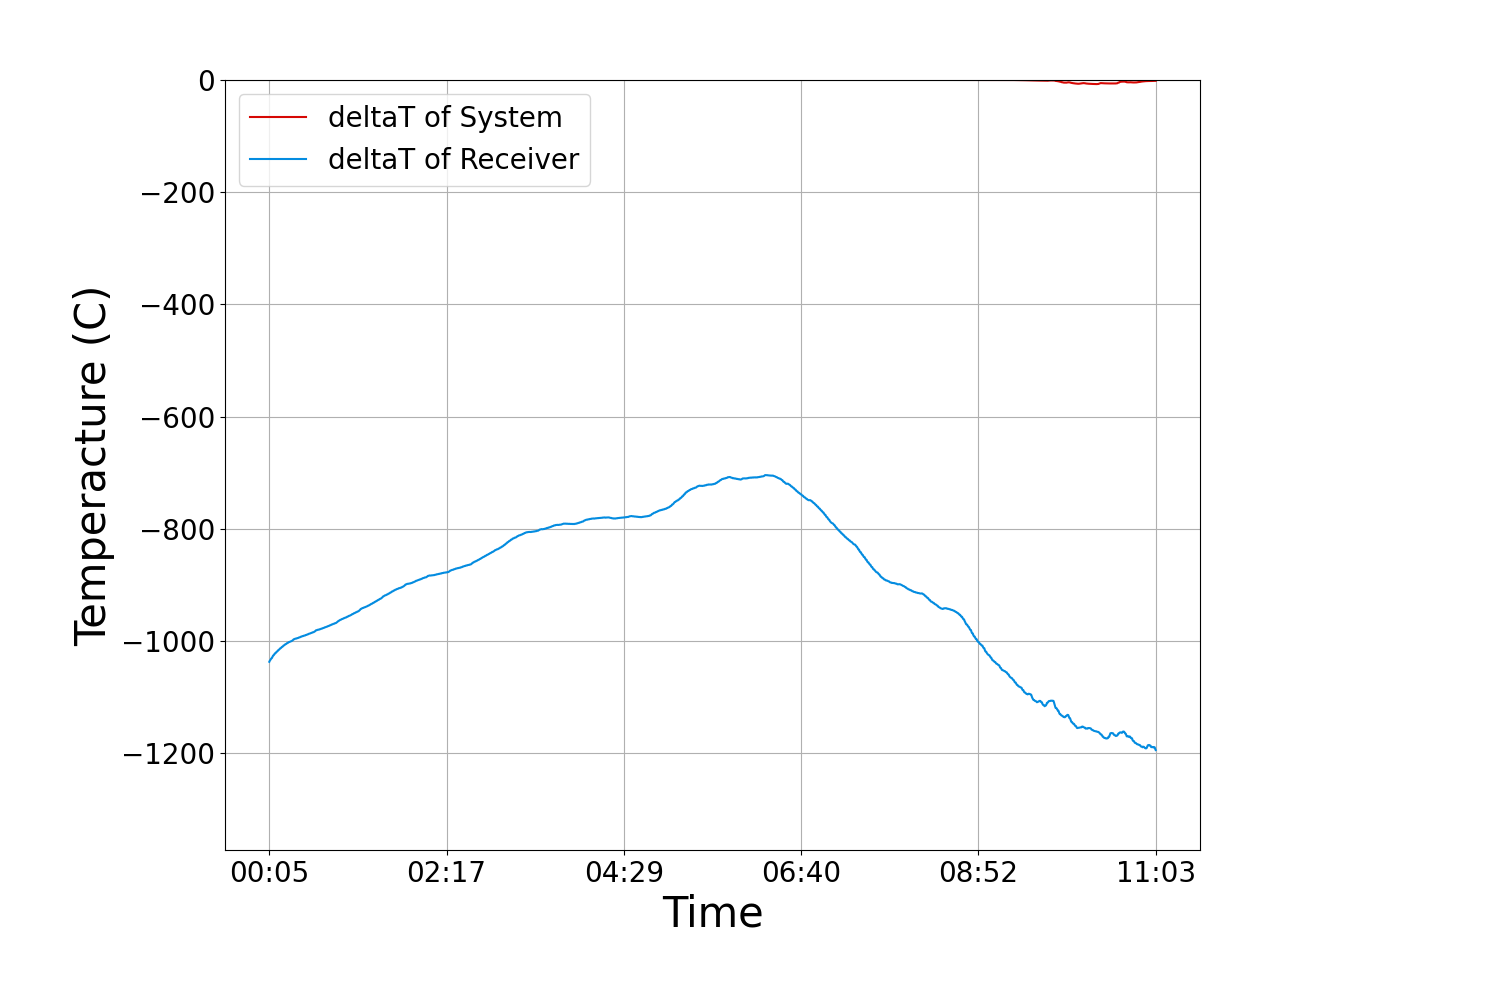 0
−200
−400
−600
−800
−1000
−1200
Temperacture (C)
deltaT of System
deltaT of Receiver
00:05 02:17 04:29 06:40 08:52 11:03
Time